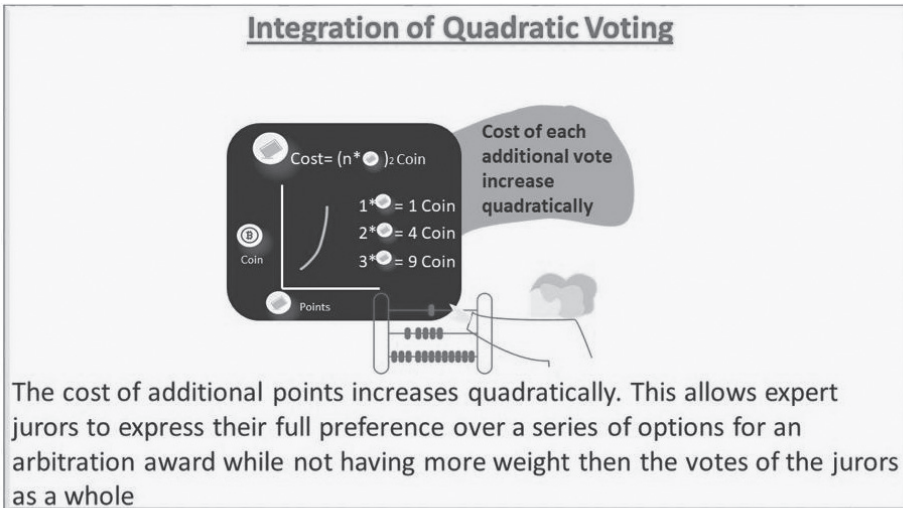 Integration of Quadratic Voting
Cost of each
additional vote
increase
quadratically
Cost= (n* )2 Coin
1* = 1 Coin
2* = 4 Coin
3* = 9 Coin
B
Coin
Points
The cost of additional points increases quadratically. This allows expert
jurors to express their full preference over a series of options for an
arbitration award while not having more weight then the votes of the jurors
as a whole